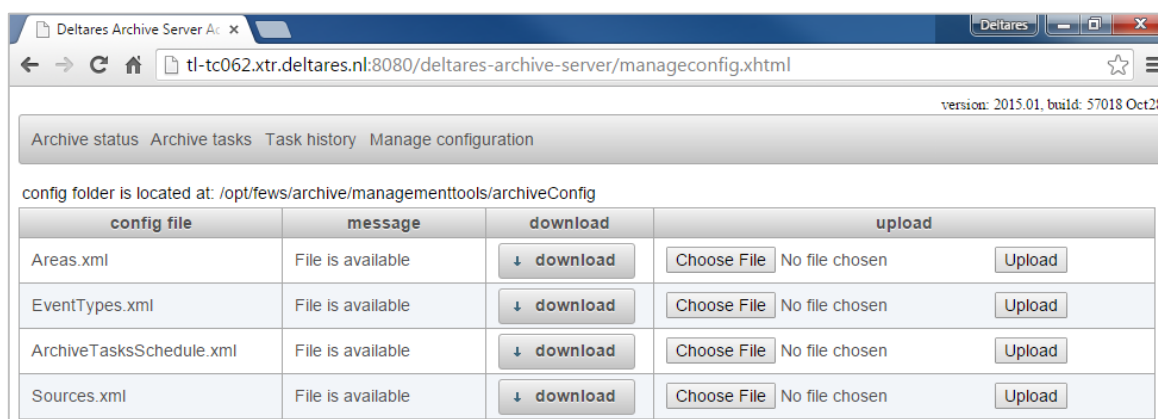 Deltares Archive Server Ac
Deltares
tl-tc062.xtr.deltares.nl:8080/deltares-archive-server/manageconfig.xhtml
version: 2015.01, build: 57018 Oct28
Archive status Archive tasks Task history Manage configuration
config folder is located at: /opt/fews/archive/managementtools/archiveConfig
config file message download upload
Areas.xml File is available download Choose File No file chosen Upload
EventTypes.xml File is available download Choose File No file chosen Upload
ArchiveTasksSchedule.xml File is available download Choose File No file chosen Upload
Sources.xml File is available download Choose File No file chosen Upload